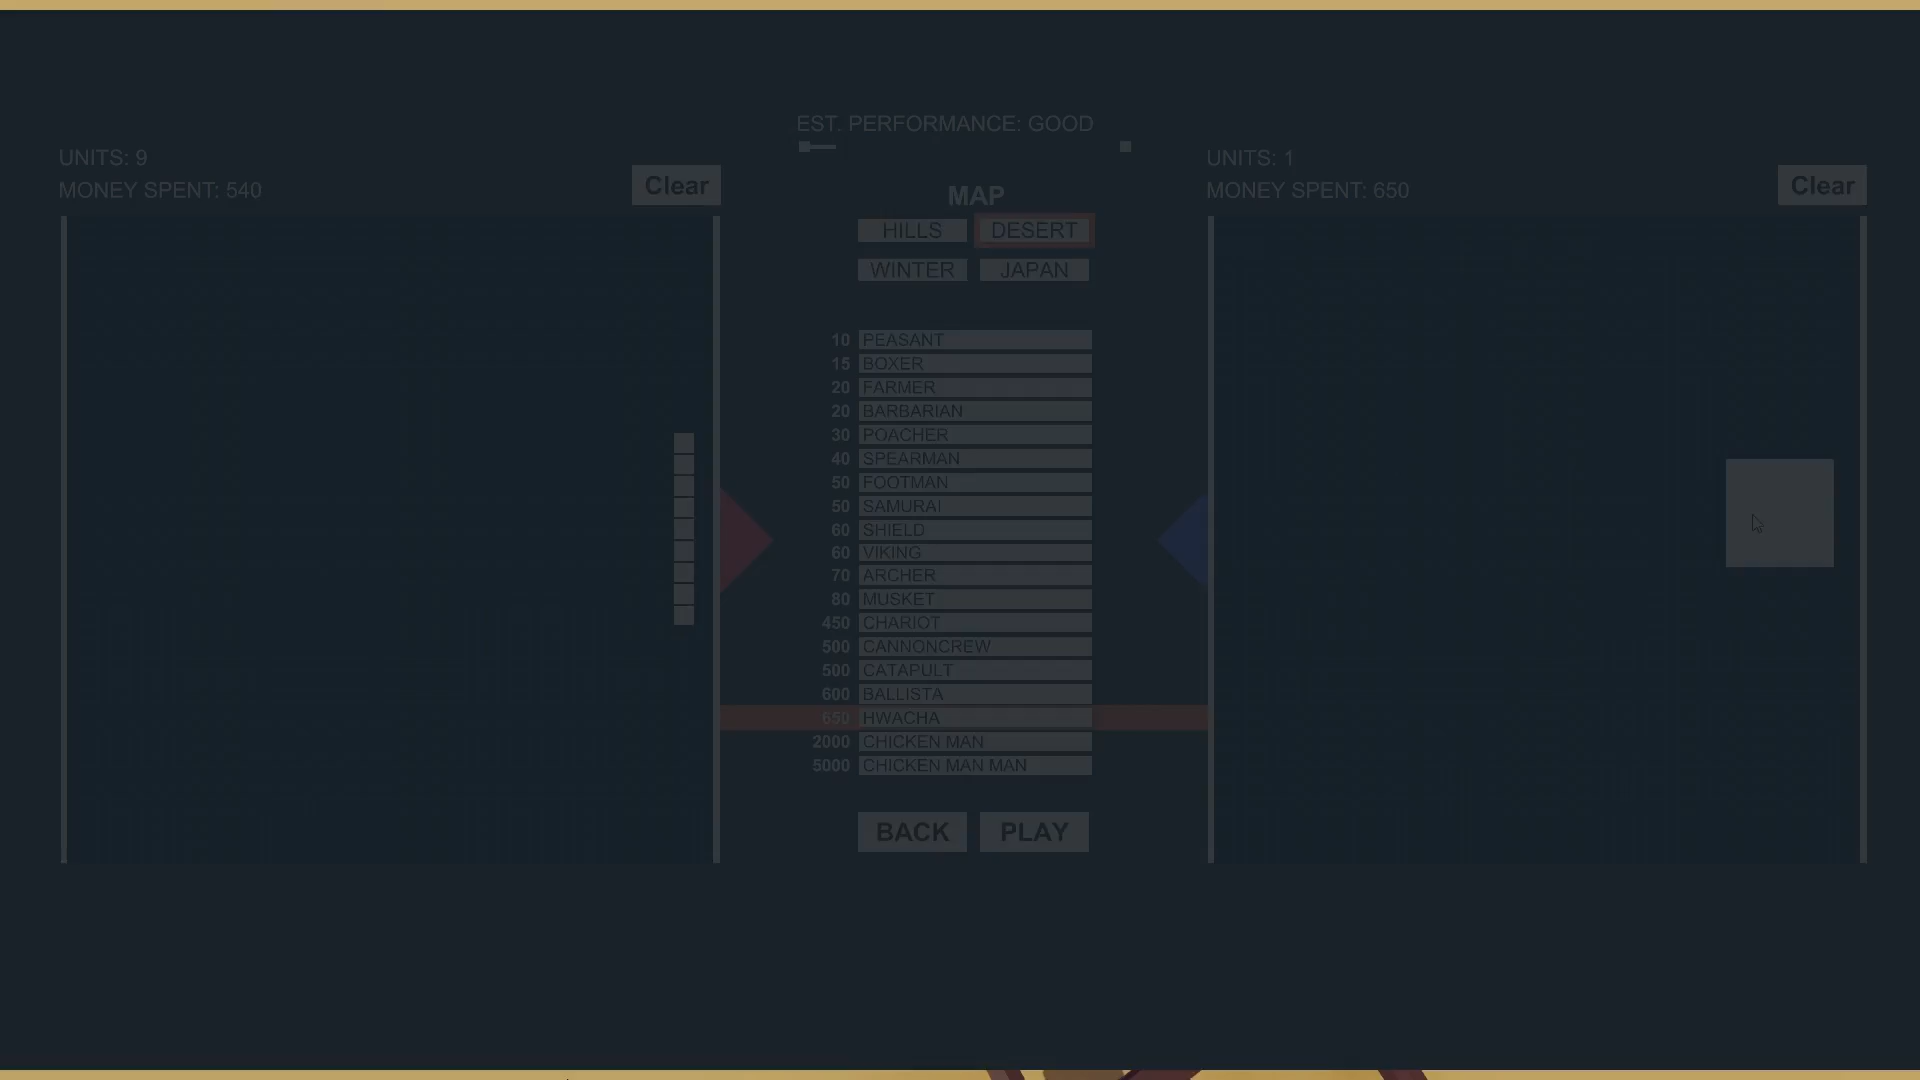 EST. PERFORMANCE: GOOD
UNITS: 9
MONEY SPENT: 540
Clear
UNITS: 1
MONEY SPENT: 650
Clear
MAP
HILLS DESERT
WINTER JAPAN
10 PEASANT
15 BOXER
20 FARMER
20 BARBARIAN
30 POACHER
40 SPEARMAN
50 FOOTMAN
50 SAMURAI
60 SHIELD
60 VIKING
70 ARCHER
80 MUSKET
450 CHARIOT
500 CANNONCREW
500 CATAPULT
600 BALLISTA
650 HWACHA
2000 CHICKEN MAN
5000 CHICKEN MAN MAN
BACK PLAY